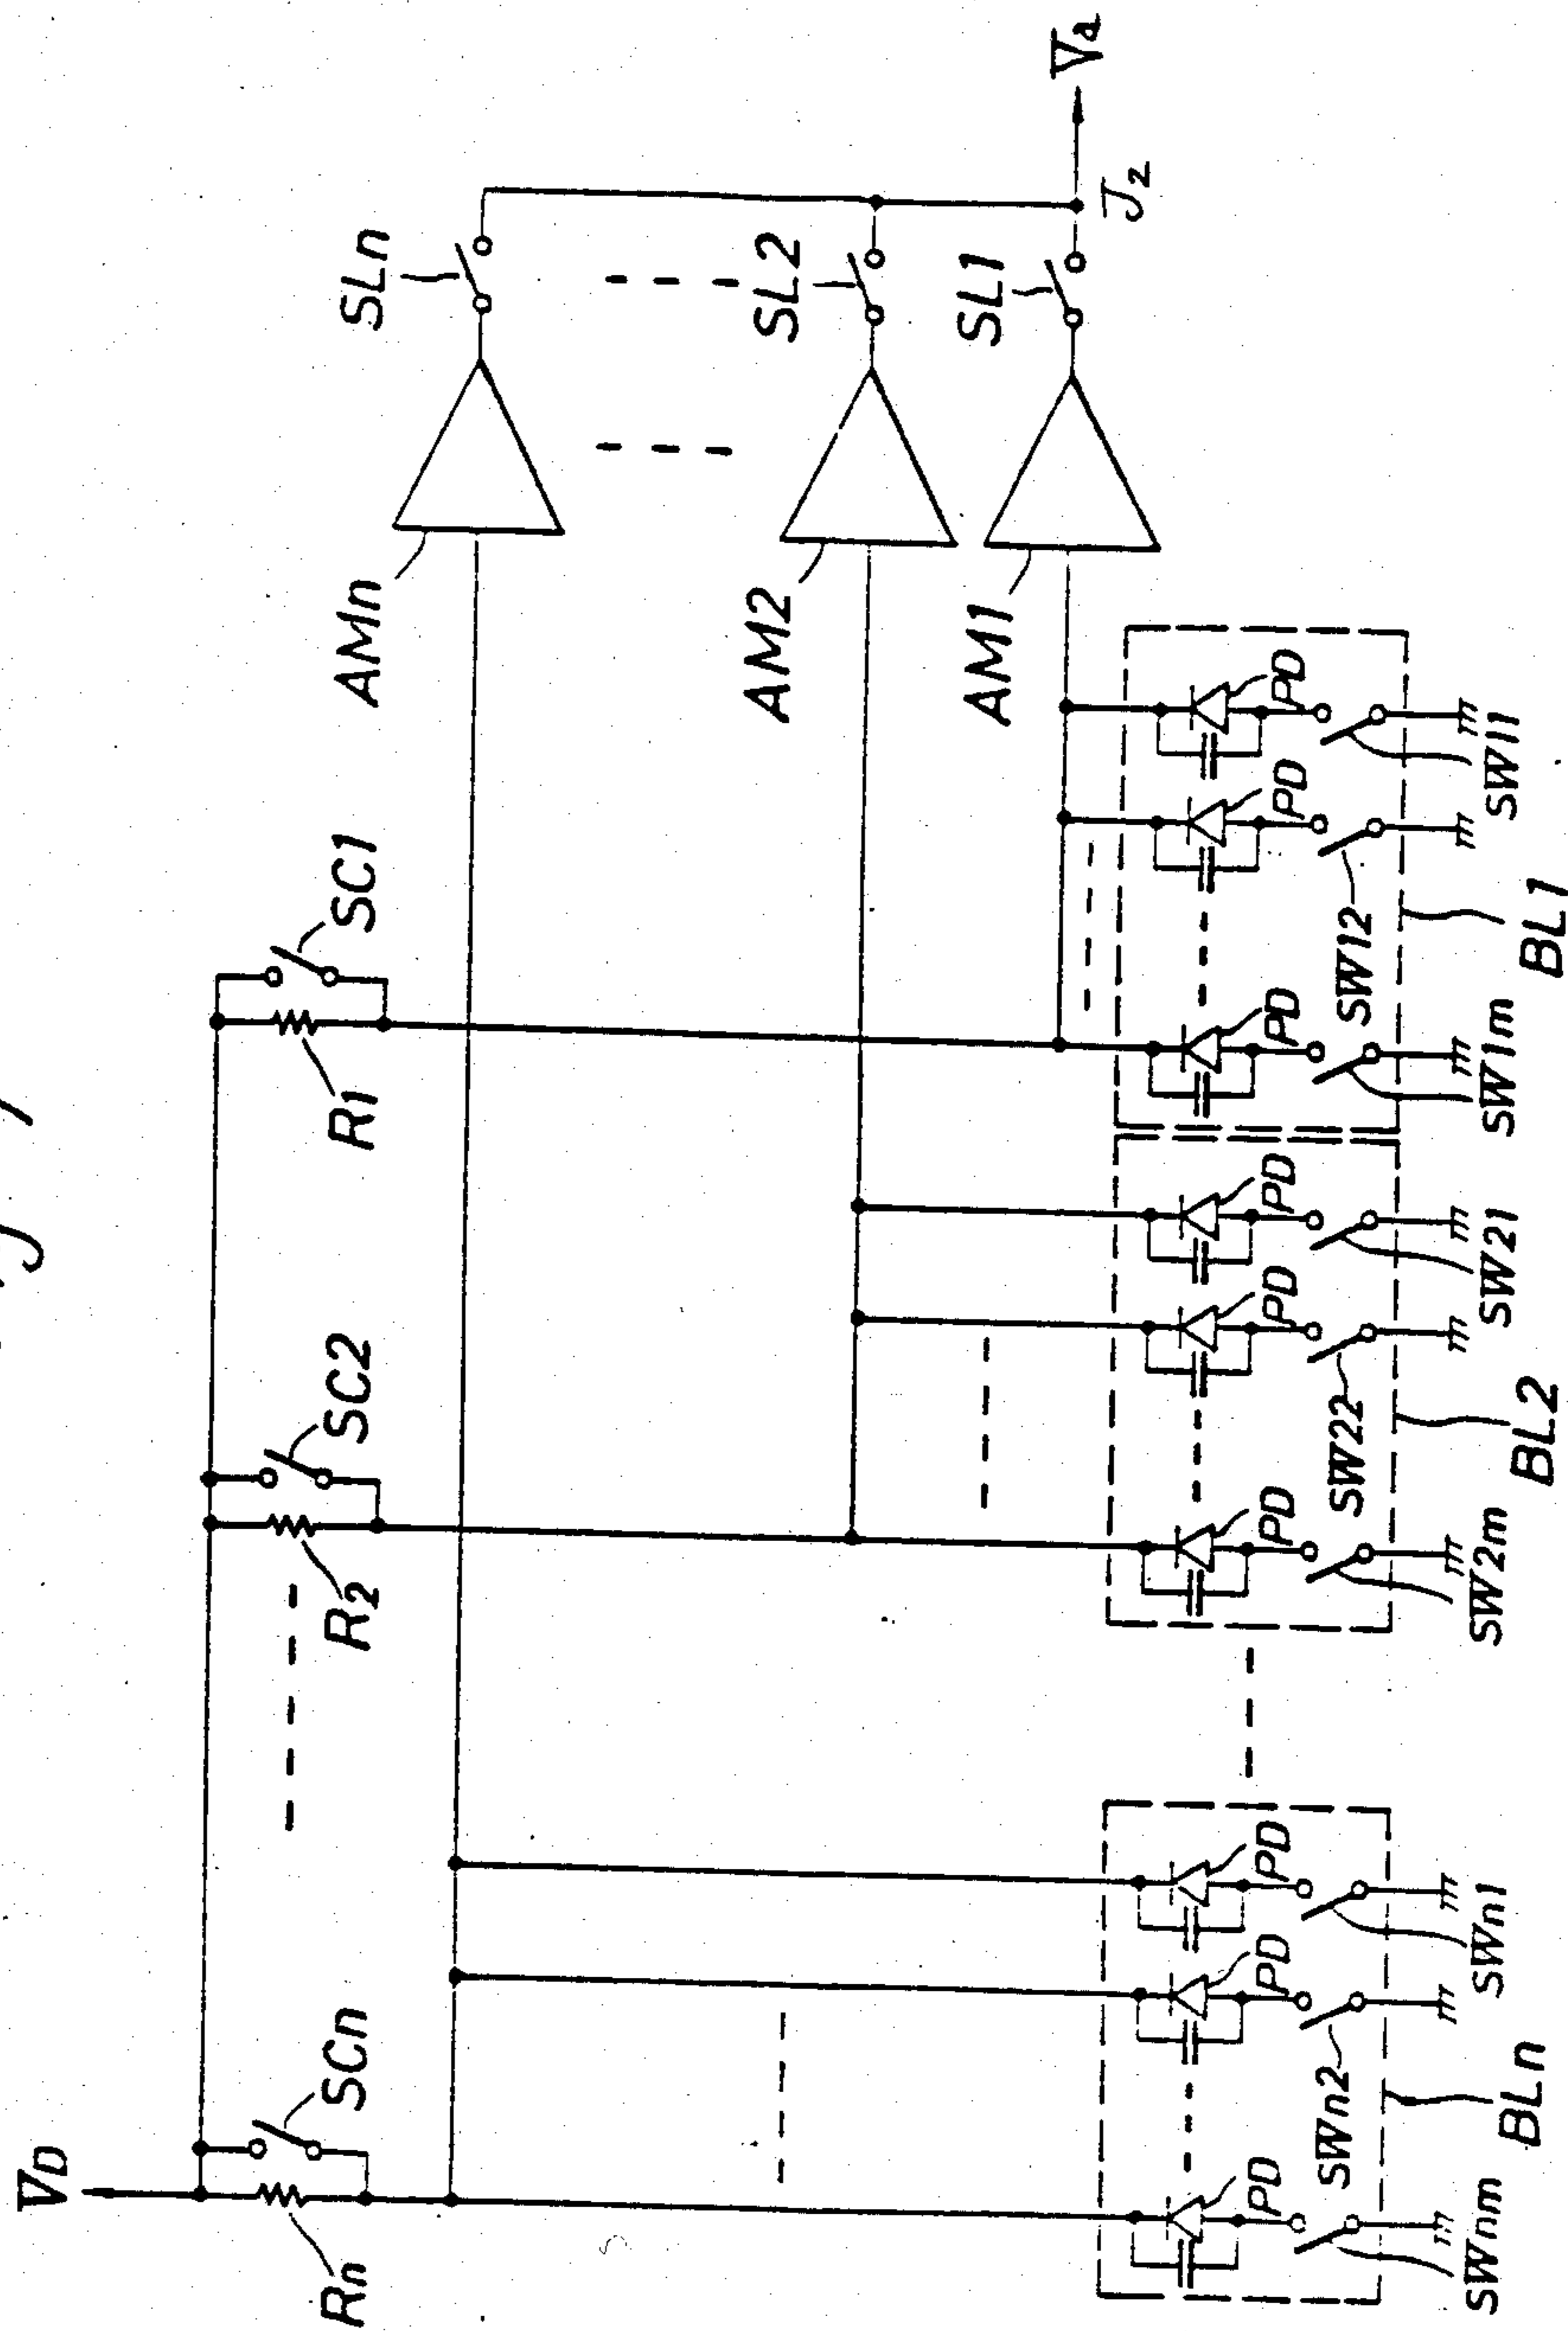 VD
Va
J2
SLn
SL2
SL1
AMn
AM2
AM1
SCn
SC2
SC1
Rn
R2
R1
PD
PD
PD
PD
PD
PD
PD
PD
PD
SWnm
SWn2
SWn1
SW2m
SW22
SW21
SW1m
SW12
SW11
BLn
BL2
BL1